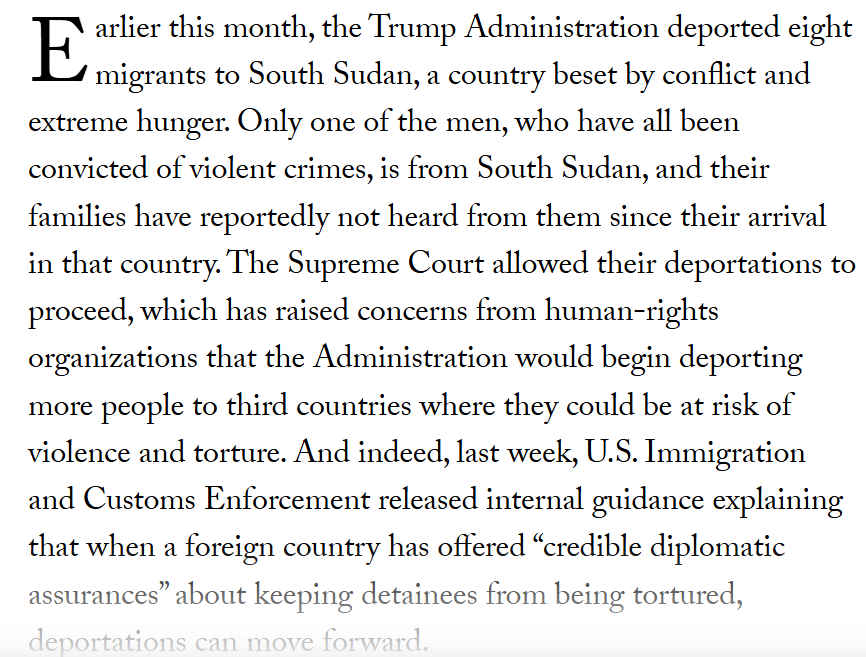 Earlier this month, the Trump Administration deported eight
migrants to South Sudan, a country beset by conflict and
extreme hunger. Only one of the men, who have all been
convicted of violent crimes, is from South Sudan, and their
families have reportedly not heard from them since their arrival
in that country. The Supreme Court allowed their deportations to
proceed, which has raised concerns from human-rights
organizations that the Administration would begin deporting
more people to third countries where they could be at risk of
violence and torture. And indeed, last week, U.S. Immigration
and Customs Enforcement released internal guidance explaining
that when a foreign country has offered “credible diplomatic
assurances” about keeping detainees from being tortured,
deportations can move forward.